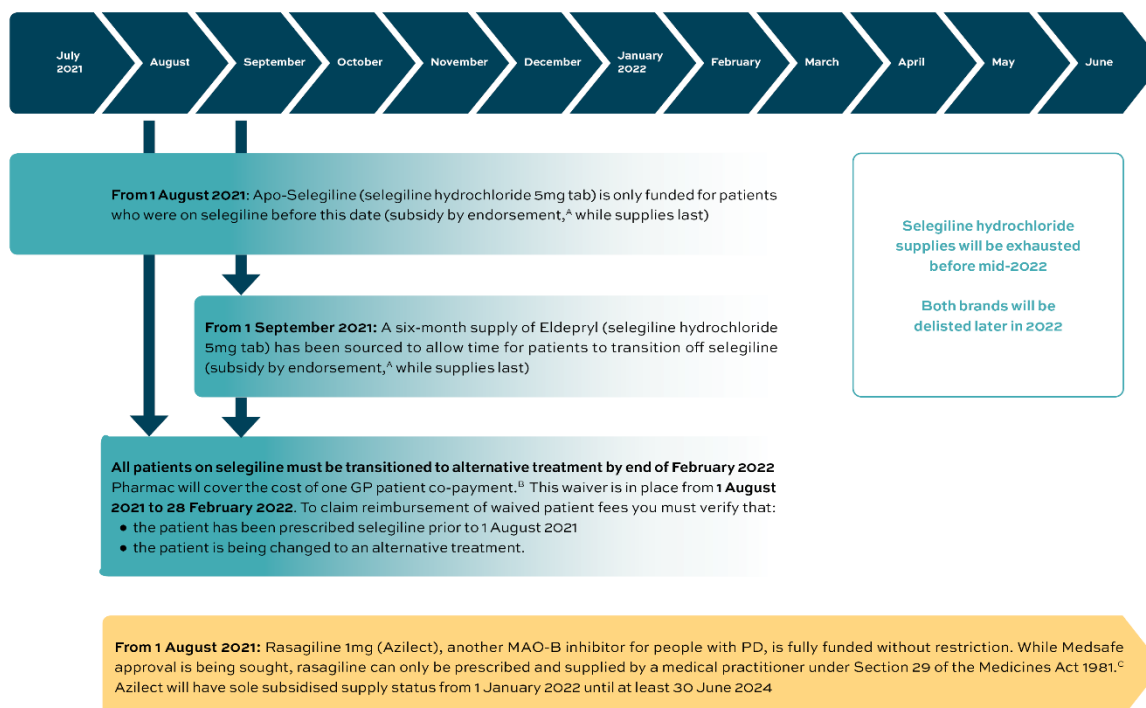 July
2021
August
September
October
November
December
January
2022
February
March
April
May
June
From 1 August 2021: Apo-Selegiline (selegiline hydrochloride 5mg tab) is only funded for patients
who were on selegiline before this date (subsidy by endorsement,ᴬ while supplies last)
Selegiline hydrochloride
supplies will be exhausted
before mid-2022
Both brands will be
delisted later in 2022
From 1 September 2021: A six-month supply of Eldepryl (selegiline hydrochloride
5mg tab) has been sourced to allow time for patients to transition off selegiline
(subsidy by endorsement,ᴬ while supplies last)
All patients on selegiline must be transitioned to alternative treatment by end of February 2022
Pharmac will cover the cost of one GP patient co-payment.ᴮ This waiver is in place from 1 August
2021 to 28 February 2022. To claim reimbursement of waived patient fees you must verify that:
● the patient has been prescribed selegiline prior to 1 August 2021
● the patient is being changed to an alternative treatment.
From 1 August 2021: Rasagiline 1mg (Azilect), another MAO-B inhibitor for people with PD, is fully funded without restriction. While Medsafe
approval is being sought, rasagiline can only be prescribed and supplied by a medical practitioner under Section 29 of the Medicines Act 1981.ᶜ
Azilect will have sole subsidised supply status from 1 January 2022 until at least 30 June 2024